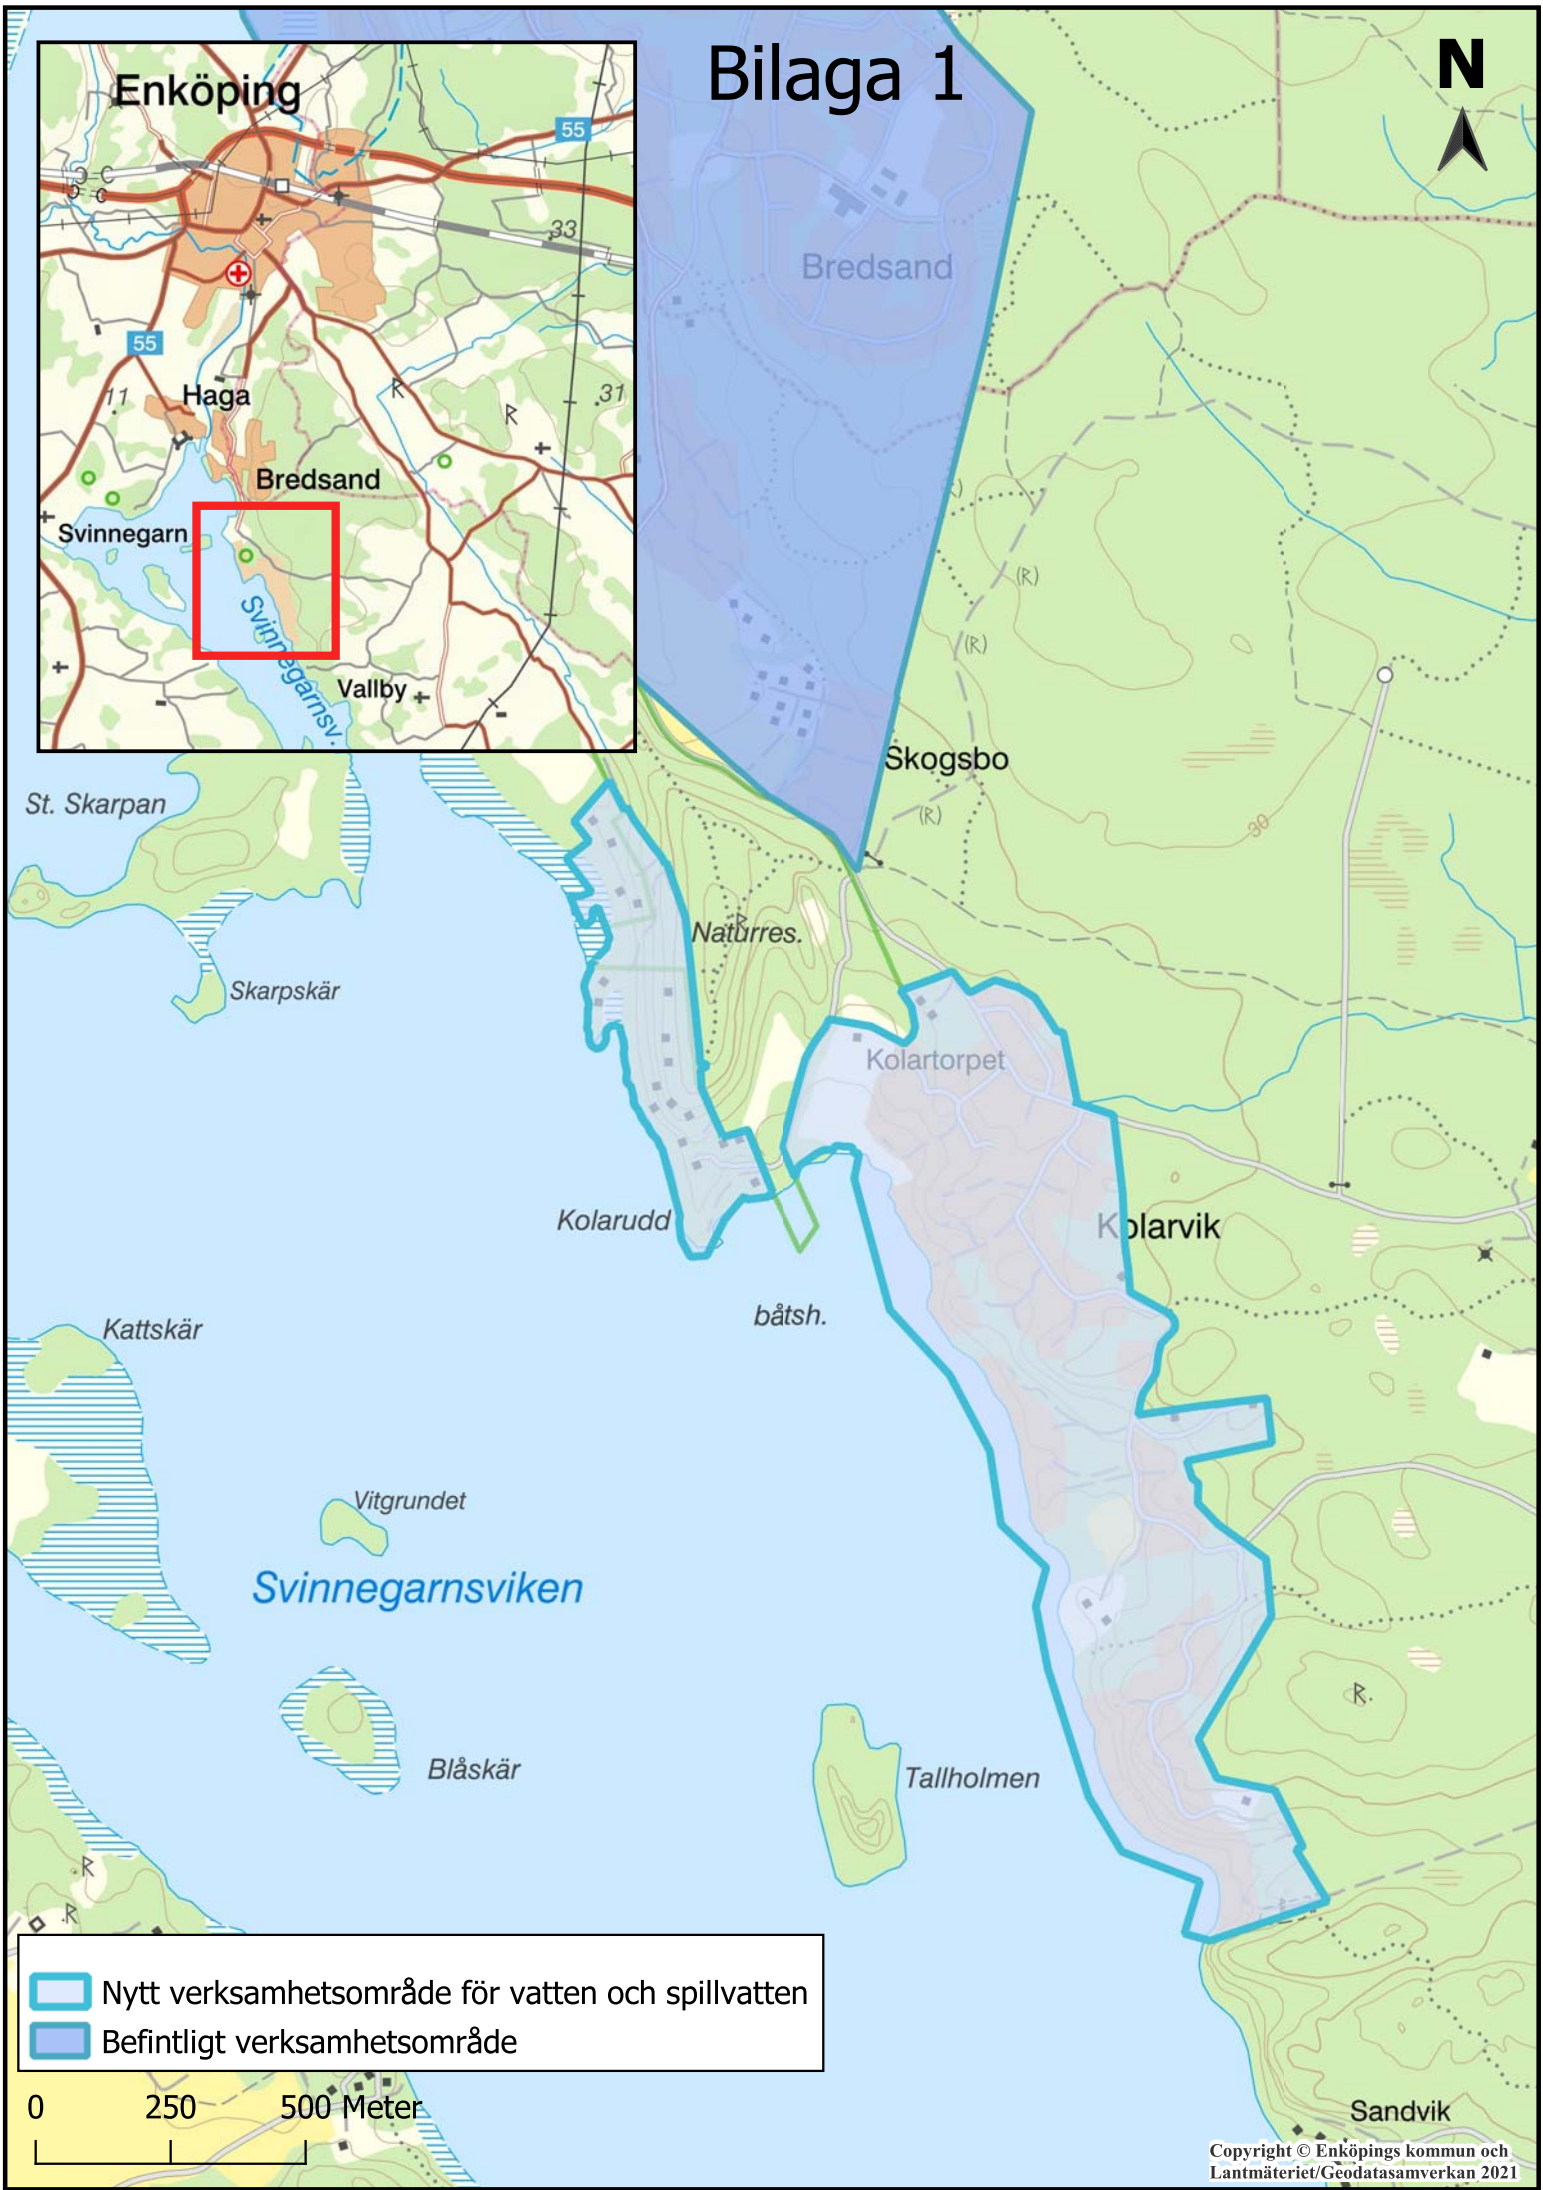 Bilaga 1
N
Enköping
55
33
55
11
Haga
31
R
R
Bredsand
Svinnegarn
Svinnegarnsv.
Vallby
Bredsand
(R)
(R)
(R)
Skogsbo
(R)
30
St. Skarpan
Naturres.
R
Skarpskär
Kolartorpet
Kolarudd
Kolarvik
båtsh.
Kattskär
Vitgrundet
Svinnegarnsviken
R.
Blåskär
Tallholmen
R
R
Nytt verksamhetsområde för vatten och spillvatten
Befintligt verksamhetsområde
0 250 500 Meter
Sandvik
Copyright © Enköpings kommun och
Lantmäteriet/Geodatasamverkan 2021